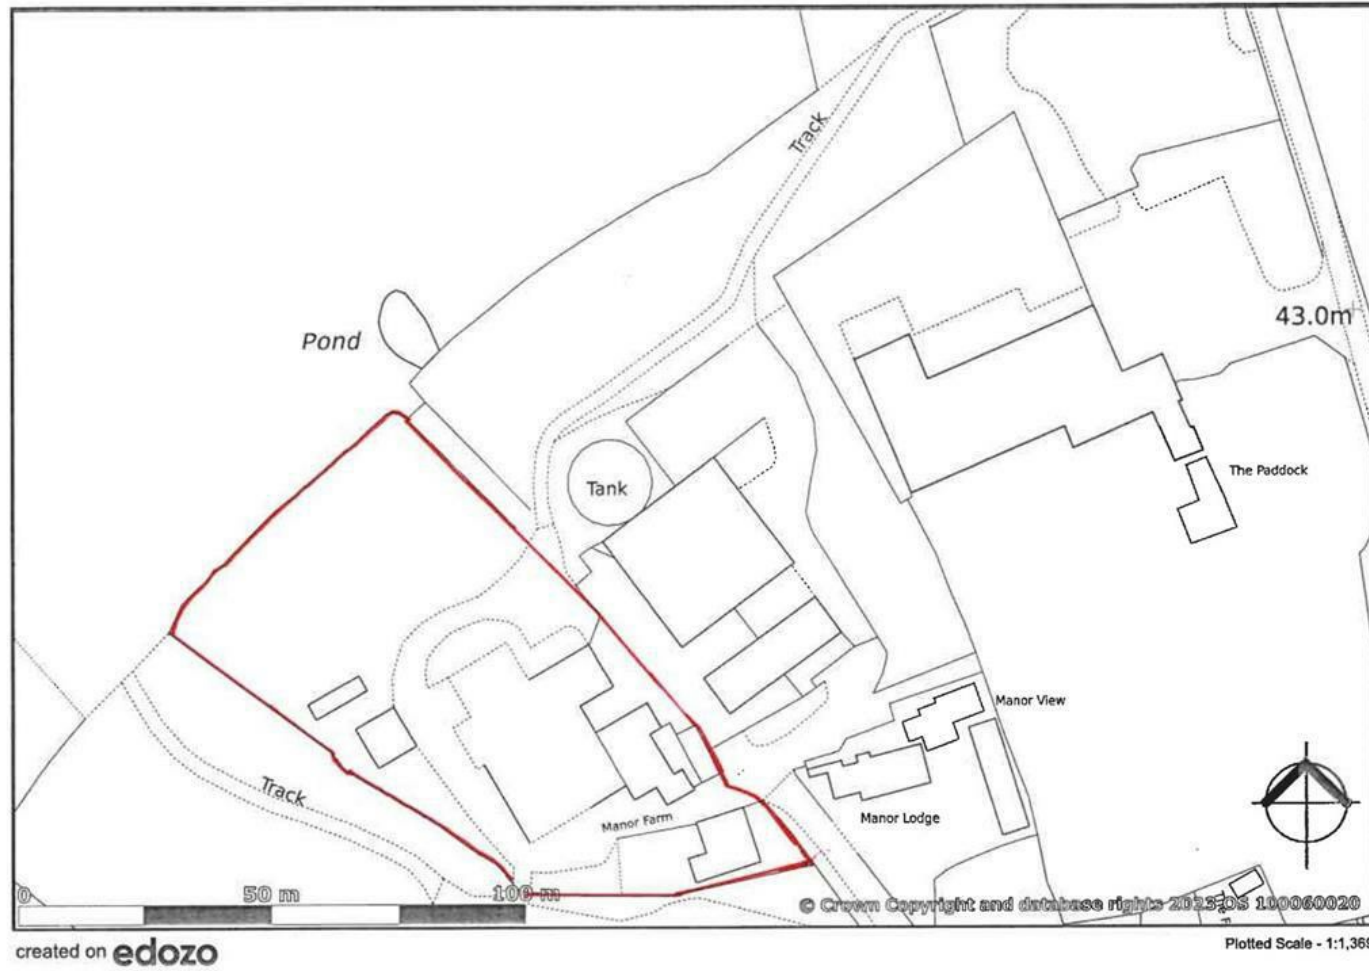 Track
43.0m
Pond
The Paddock
Tank
Manor View
Track
Manor Lodge
Manor Farm
0 50 m 100 m
© Crown Copyright and database rights 2023 OS 100060020
created on edozo
Plotted Scale - 1:1,369